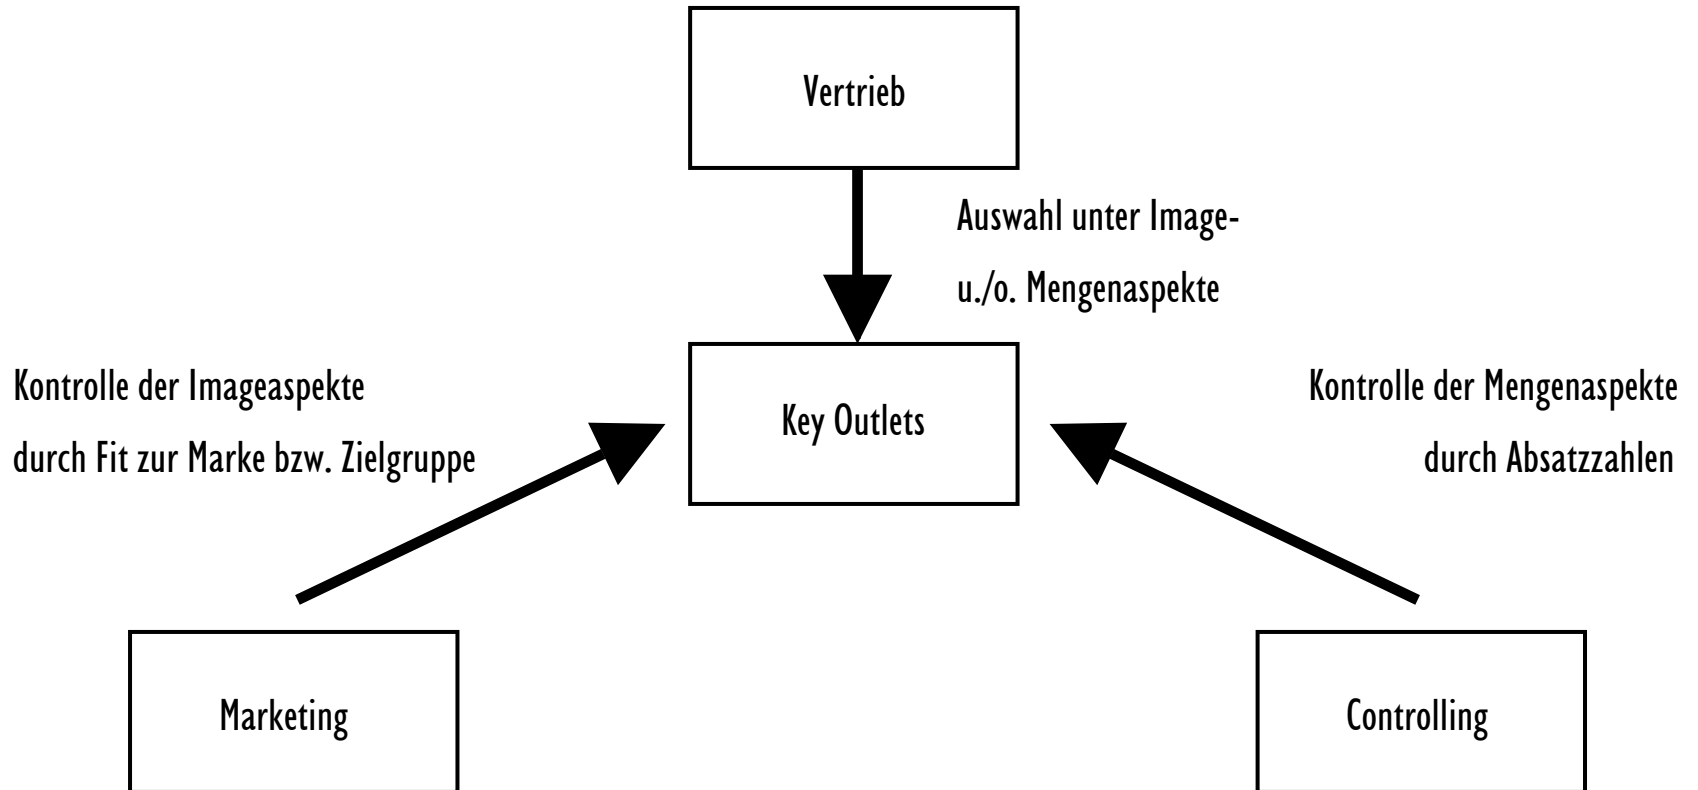 Vertrieb
Auswahl unter Image-
u./o. Mengenaspekte
Kontrolle der Imageaspekte
durch Fit zur Marke bzw. Zielgruppe
Key Outlets
Kontrolle der Mengenaspekte
durch Absatzzahlen
Marketing
Controlling